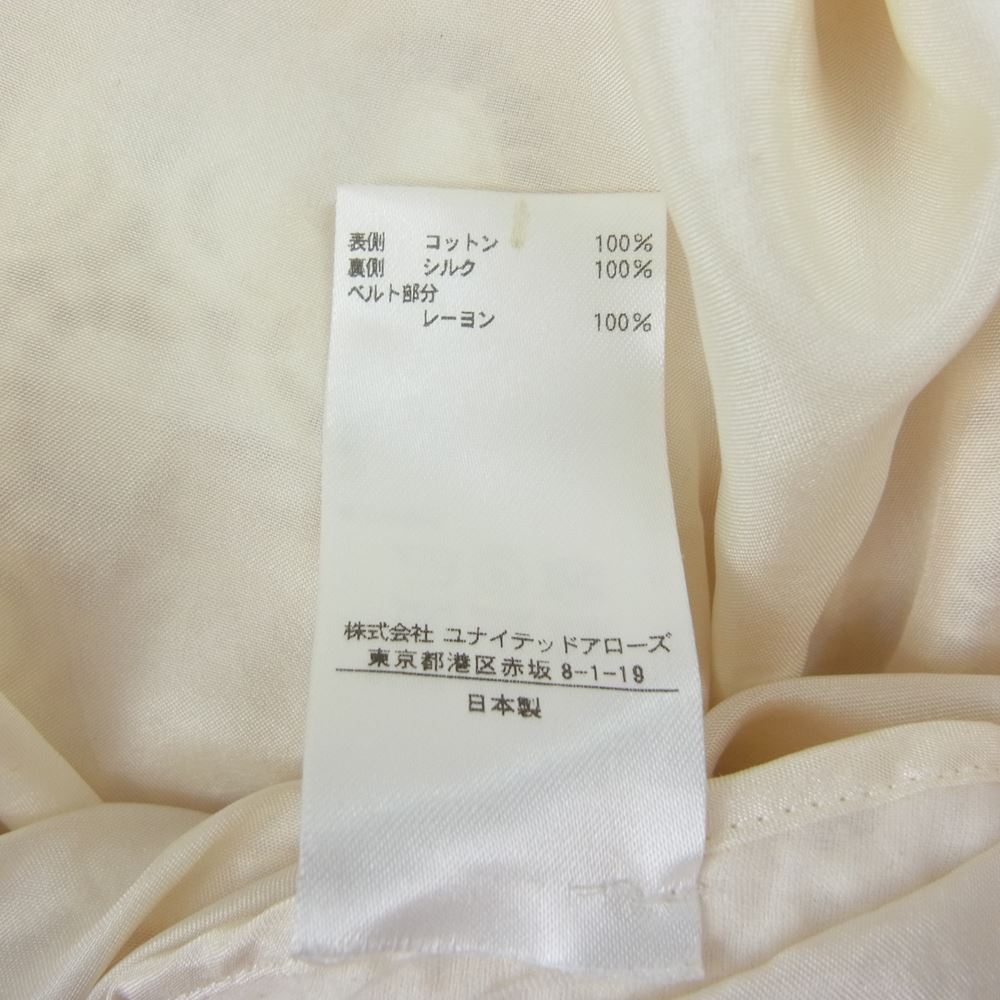 表側 コットン 100%
裏側 シルク 100%
ベルト部分
レーヨン 100%
株式会社 ユナイテッドアローズ
東京都港区赤坂 8-1-19
日本製